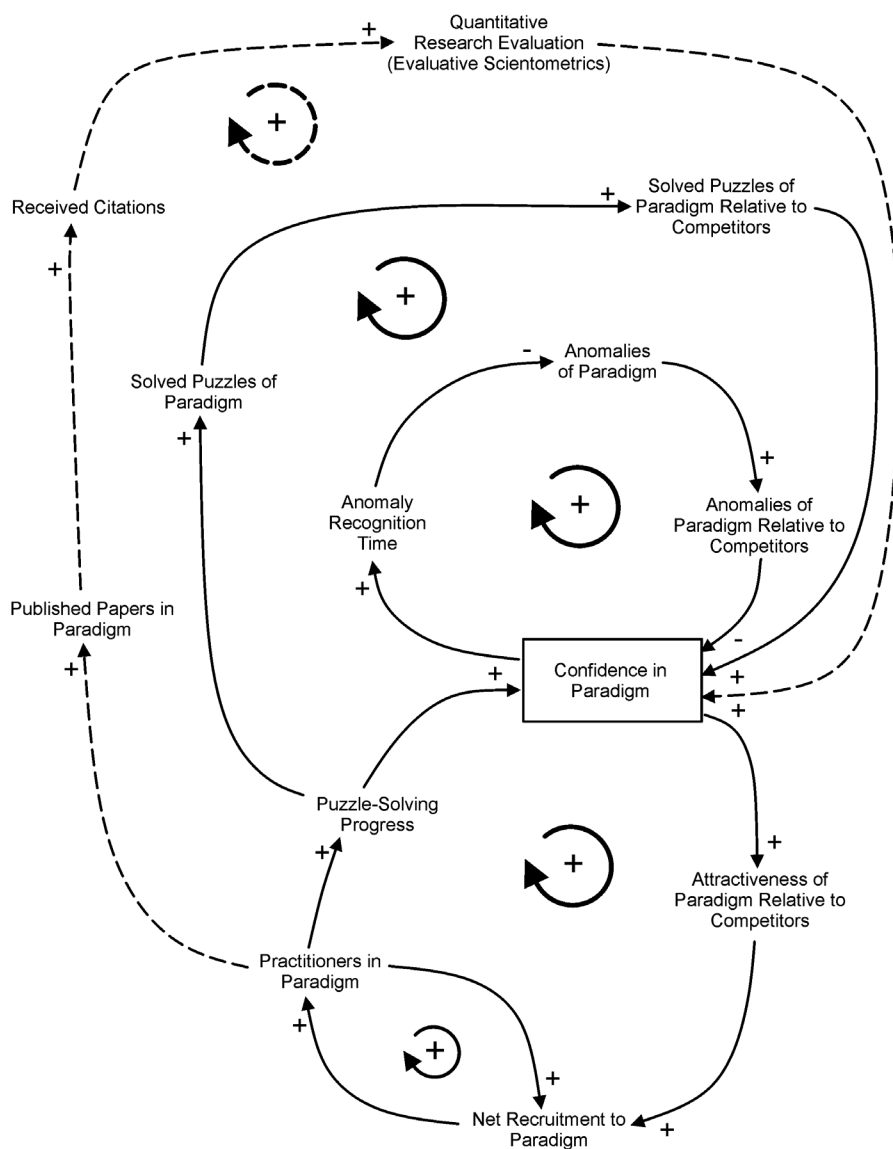 Quantitative
Research Evaluation
(Evaluative Scientometrics)
+
+
Received Citations
+
Solved Puzzles of
Paradigm Relative to
Competitors
+
+
-
Anomalies
of Paradigm
Solved Puzzles of
Paradigm
+
+
Anomaly
Recognition
Time
+
Anomalies of
Paradigm Relative to
Competitors
+
Published Papers in
Paradigm
+
-
Confidence in
Paradigm
+
+
+
Puzzle-Solving
Progress
+
+
+
Attractiveness of
Paradigm Relative to
Competitors
Practitioners in
Paradigm
+
+
+
Net Recruitment to
Paradigm
+